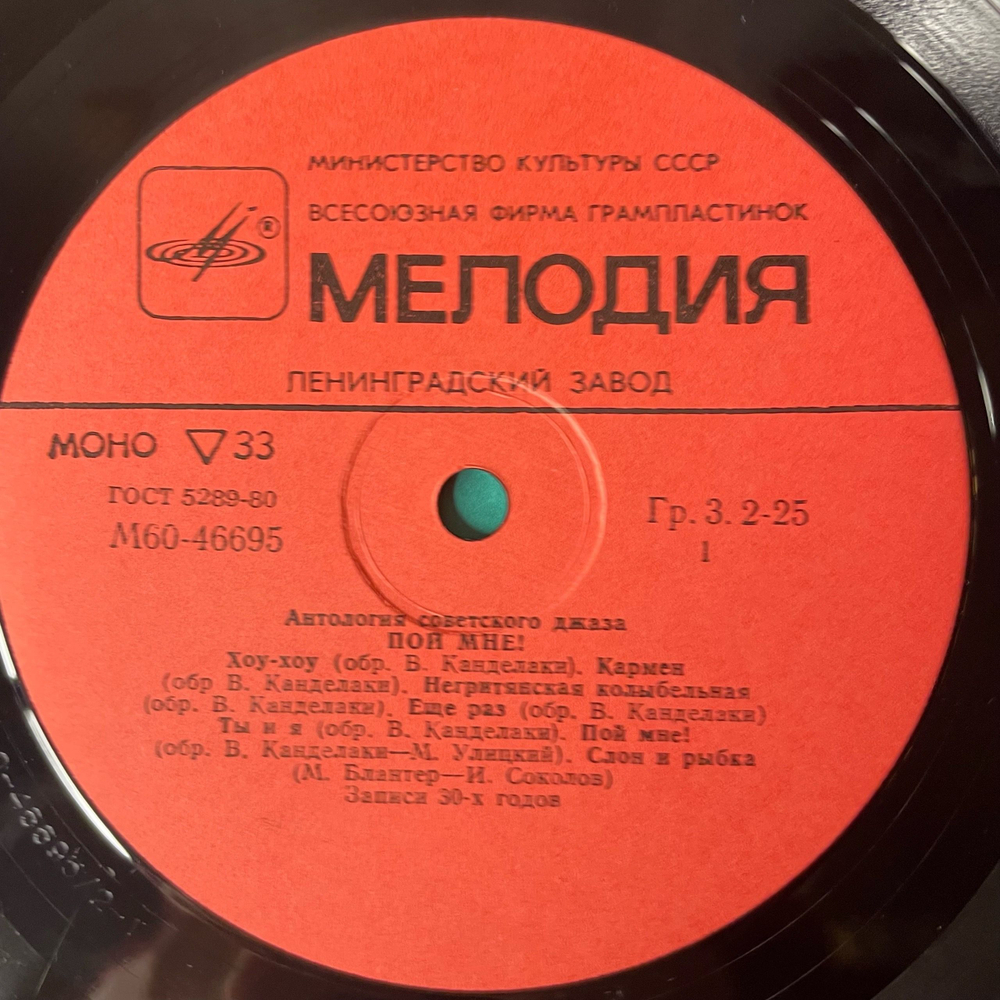 МИНИСТЕРСТВО КУЛЬТУРЫ СССР
ВСЕСОЮЗНАЯ ФИРМА ГРАМПЛАСТИНОК
®
МЕЛОДИЯ
ЛЕНИНГРАДСКИЙ ЗАВОД
МОНО ▽ 33
ГОСТ 5289-80
М60-46695
Гр. 3. 2-25
1
Антология советского джаза
ПОЙ МНЕ!
Хоу-хоу (обр. В. Канделаки). Кармен
(обр В. Канделаки). Негритянская колыбельная
(обр. В. Канделаки). Еще раз (обр. В. Канделаки)
Ты и я (обр. В. Канделаки). Пой мне!
(обр. В. Канделаки—М. Улицкий). Слон и рыбка
(М. Блантер—И. Соколов)
Записи 30-х годов